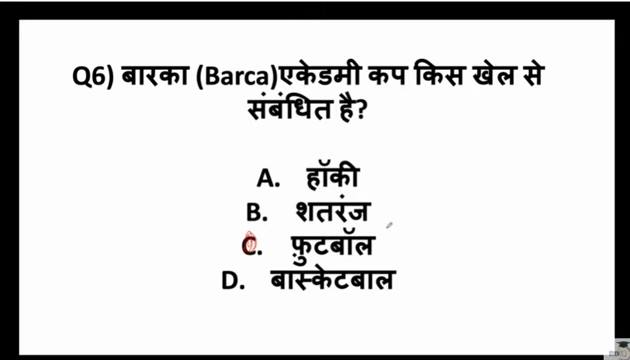 Q6) बारका (Barca)एकेडमी कप किस खेल से
संबंधित है?
A. हॉकी
B. शतरंज
C. फ़ुटबॉल
D. बास्केटबाल